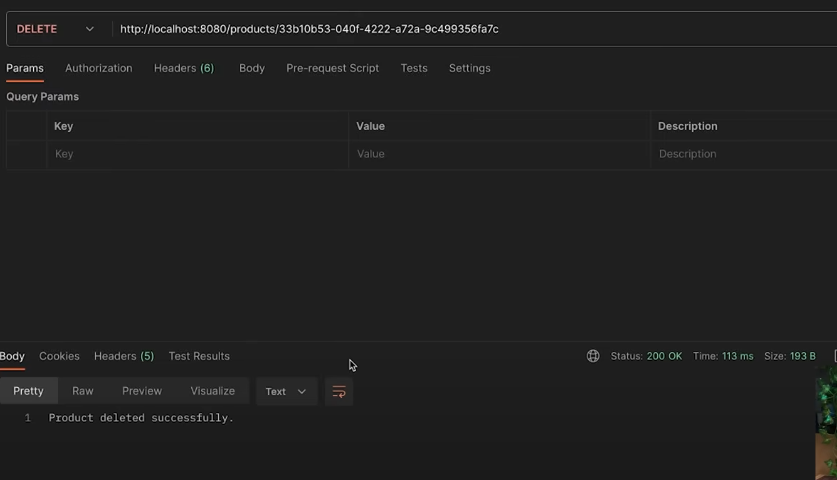 DELETE http://localhost:8080/products/33b10b53-040f-4222-a72a-9c499356fa7c
Params Authorization Headers (6) Body Pre-request Script Tests Settings
Query Params
Key Value Description
Key Value Description
Body Cookies Headers (5) Test Results Status: 200 OK Time: 113 ms Size: 193 B
Pretty Raw Preview Visualize Text
1 Product deleted successfully.